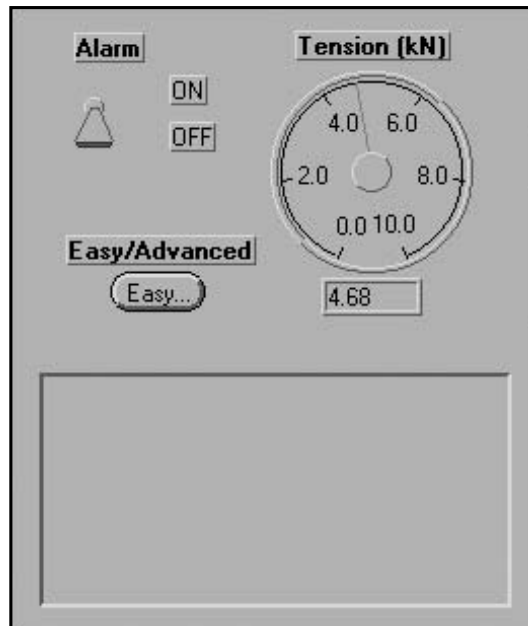 Alarm
Tension (kN)
ON
OFF
4.0 6.0
2.0 8.0
0.0 10.0
Easy/Advanced
Easy...
4.68